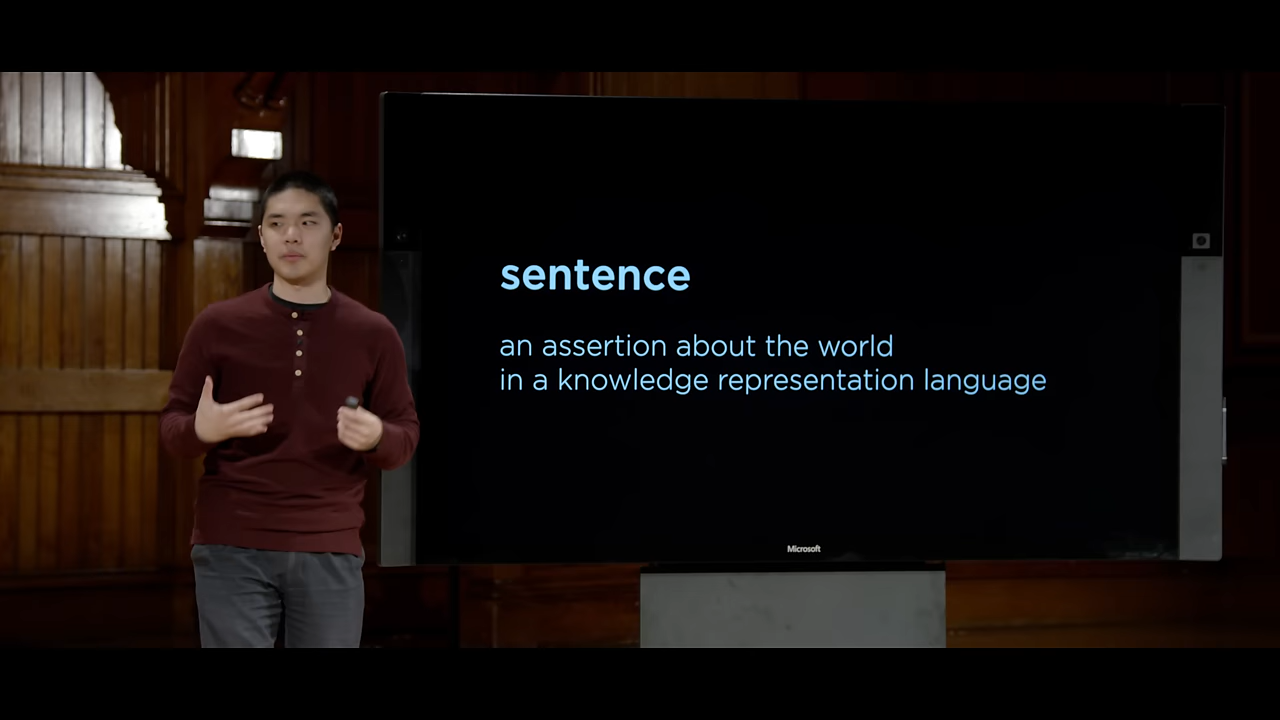 sentence
an assertion about the world
in a knowledge representation language
Microsoft